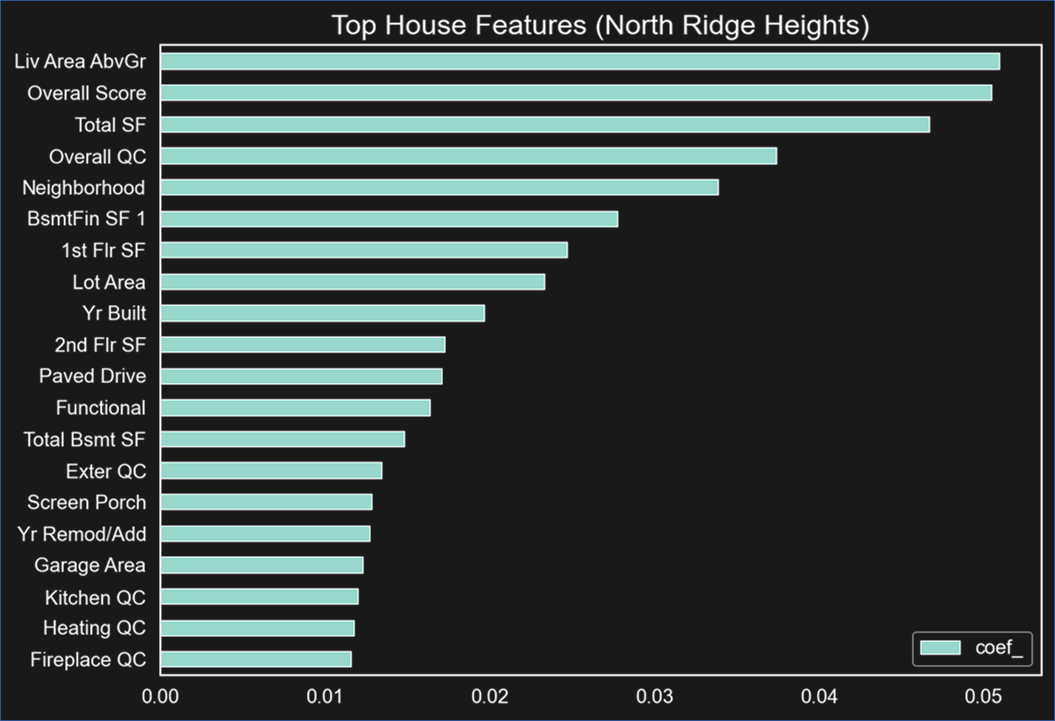 Top House Features (North Ridge Heights)
Liv Area AbvGr
Overall Score
Total SF
Overall QC
Neighborhood
BsmtFin SF 1
1st Flr SF
Lot Area
Yr Built
2nd Flr SF
Paved Drive
Functional
Total Bsmt SF
Exter QC
Screen Porch
Yr Remod/Add
Garage Area
Kitchen QC
Heating QC
Fireplace QC
coef_
0.00 0.01 0.02 0.03 0.04 0.05